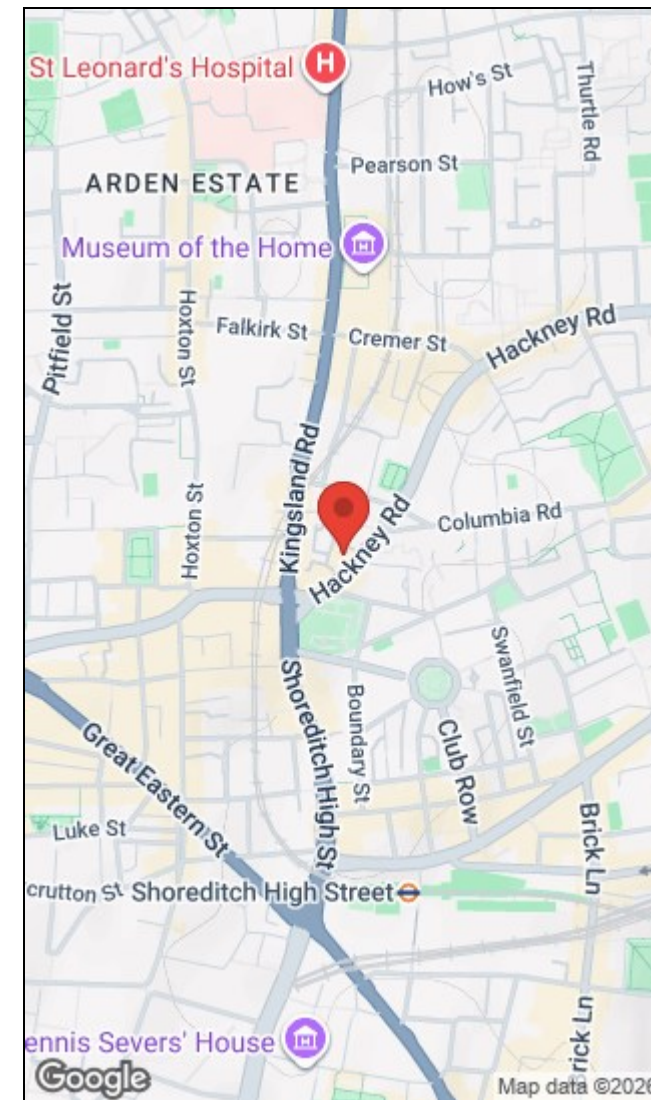 St Leonard's Hospital
H
How's St
Thurtle Rd
Pearson St
ARDEN ESTATE
Museum of the Home
Pitfield St
Hoxton St
Falkirk St
Cremer St
Hackney Rd
Kingsland Rd
Hoxton St
Columbia Rd
Hackney Rd
Swanfield St
Shoreditch High St
Boundary St
Club Row
Great Eastern St
Luke St
Brick Ln
crutton St
Shoreditch High Street
ennis Severs' House
Brick Ln
Google
Map data ©2026